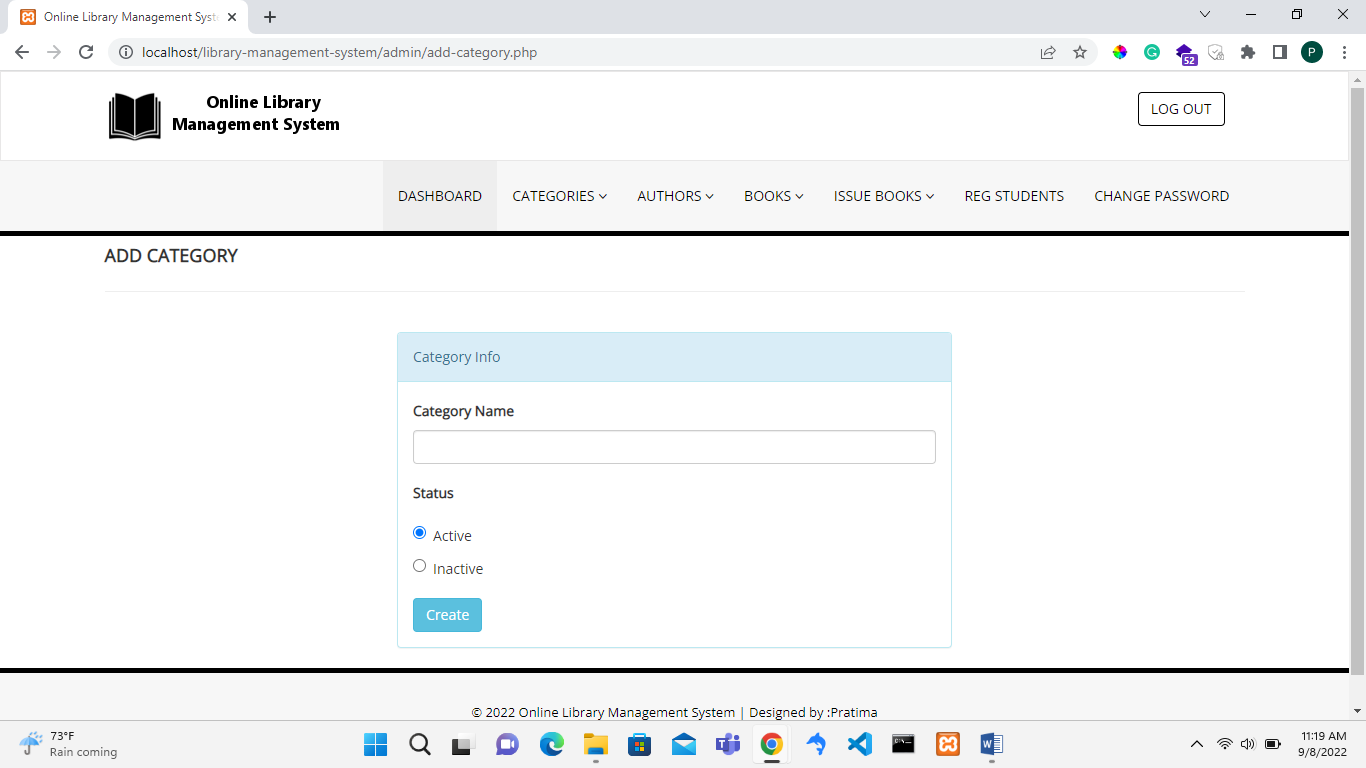 Online Library Management Syst
localhost/library-management-system/admin/add-category.php
52
P
Online Library
Management System
LOG OUT
DASHBOARD CATEGORIES AUTHORS BOOKS ISSUE BOOKS REG STUDENTS CHANGE PASSWORD
ADD CATEGORY
Category Info
Category Name
Status
Active
Inactive
Create
© 2022 Online Library Management System | Designed by :Pratima
73°F
Rain coming
11:19 AM
9/8/2022